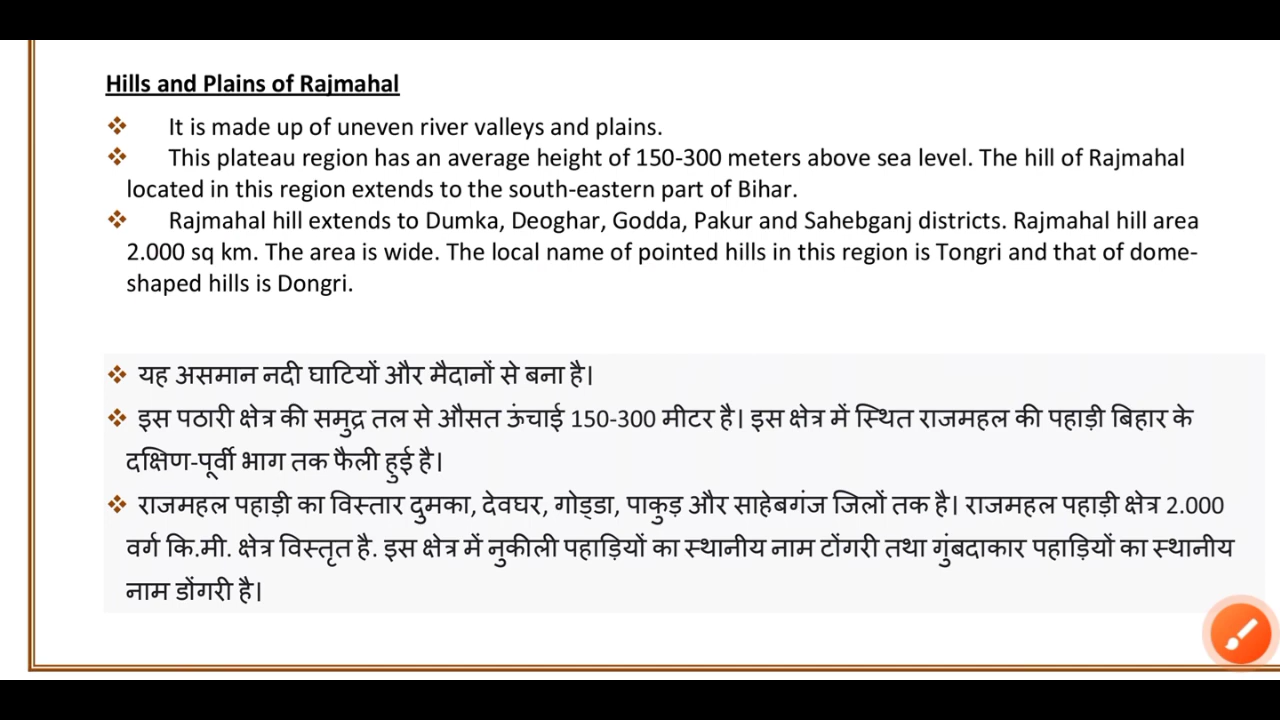 Hills and Plains of Rajmahal
❖ It is made up of uneven river valleys and plains.
❖ This plateau region has an average height of 150-300 meters above sea level. The hill of Rajmahal
located in this region extends to the south-eastern part of Bihar.
❖ Rajmahal hill extends to Dumka, Deoghar, Godda, Pakur and Sahebganj districts. Rajmahal hill area
2.000 sq km. The area is wide. The local name of pointed hills in this region is Tongri and that of dome-
shaped hills is Dongri.
❖ यह असमान नदी घाटियों और मैदानों से बना है।
❖ इस पठारी क्षेत्र की समुद्र तल से औसत ऊंचाई 150-300 मीटर है। इस क्षेत्र में स्थित राजमहल की पहाड़ी बिहार के
दक्षिण-पूर्वी भाग तक फैली हुई है।
❖ राजमहल पहाड़ी का विस्तार दुमका, देवघर, गोड्डा, पाकुड़ और साहेबगंज जिलों तक है। राजमहल पहाड़ी क्षेत्र 2.000
वर्ग कि.मी. क्षेत्र विस्तृत है. इस क्षेत्र में नुकीली पहाड़ियों का स्थानीय नाम टोंगरी तथा गुंबदाकार पहाड़ियों का स्थानीय
नाम डोंगरी है।